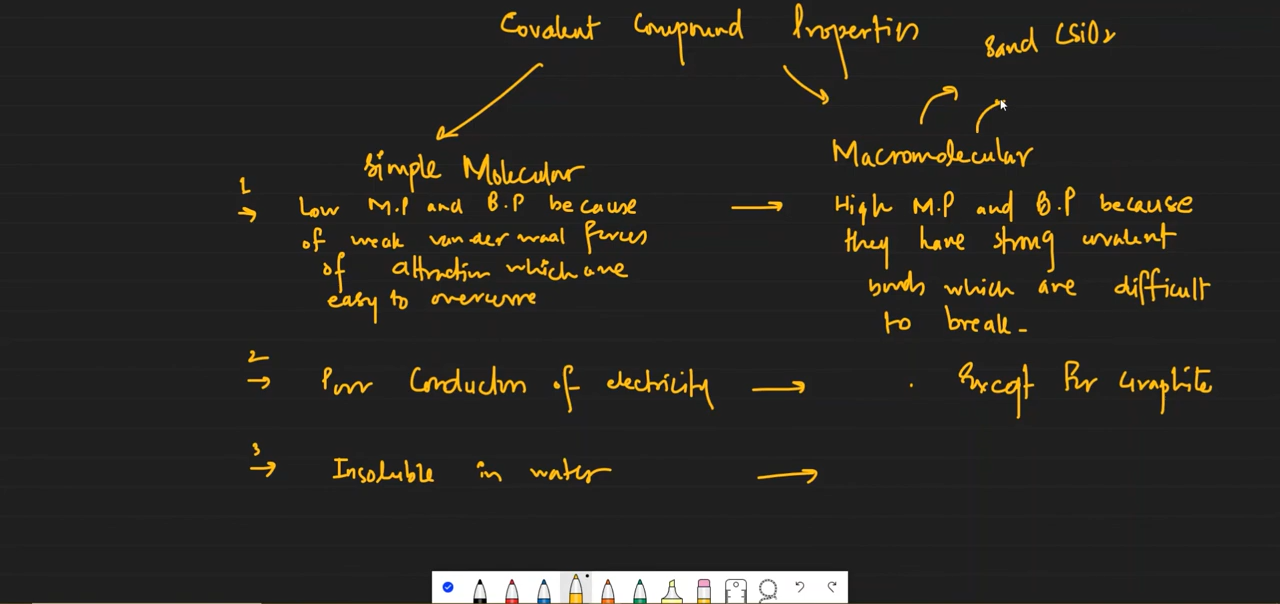 Covalent Compound Properties
Sand (SiO2
Simple Molecular
Macromolecular
1
Low M.P and B.P because
of weak van der waal forces
of attraction which are
easy to overcome
High M.P and B.P because
they have strong covalent
bonds which are difficult
to break-
2
Poor Conductors of electricity
. Except for Graphite
3
Insoluble in water